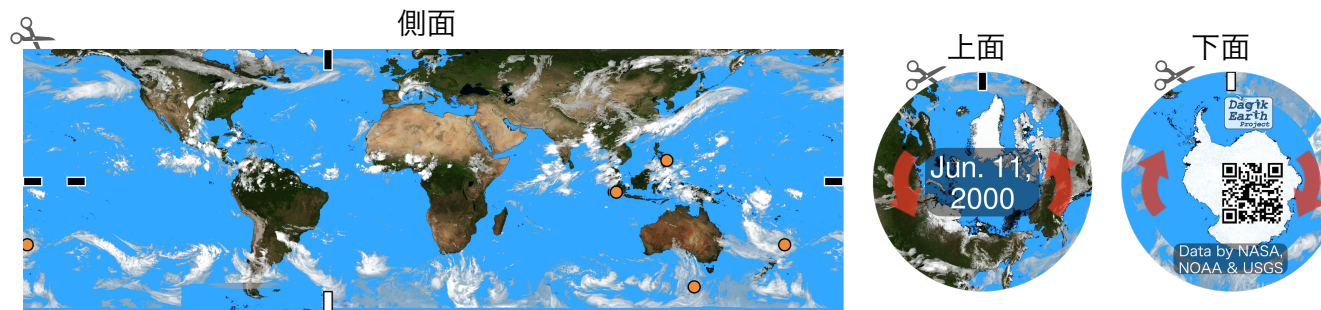 側面
上面
下面
Jun. 11,
2000
Dagik
Earth
Project
Data by NASA,
NOAA & USGS